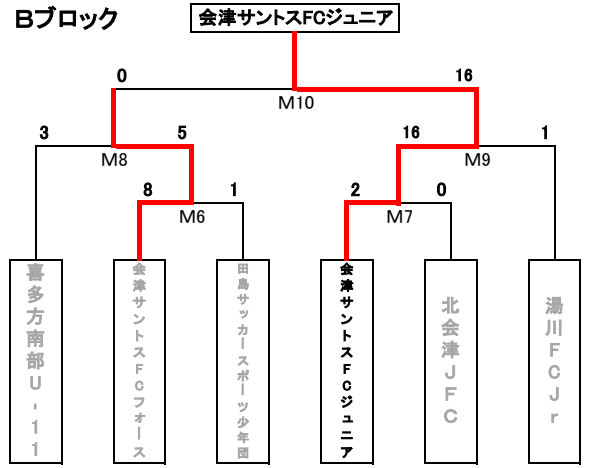 Bブロック
会津サントスFCジュニア
0
16
M10
3
5
16
1
M8
M9
8
1
2
0
M6
M7
喜多方南部U-11
会津サントスFCフオース
田島サッカースポーツ少年団
会津サントスFCジュニア
北会津JFC
湯川FCJr